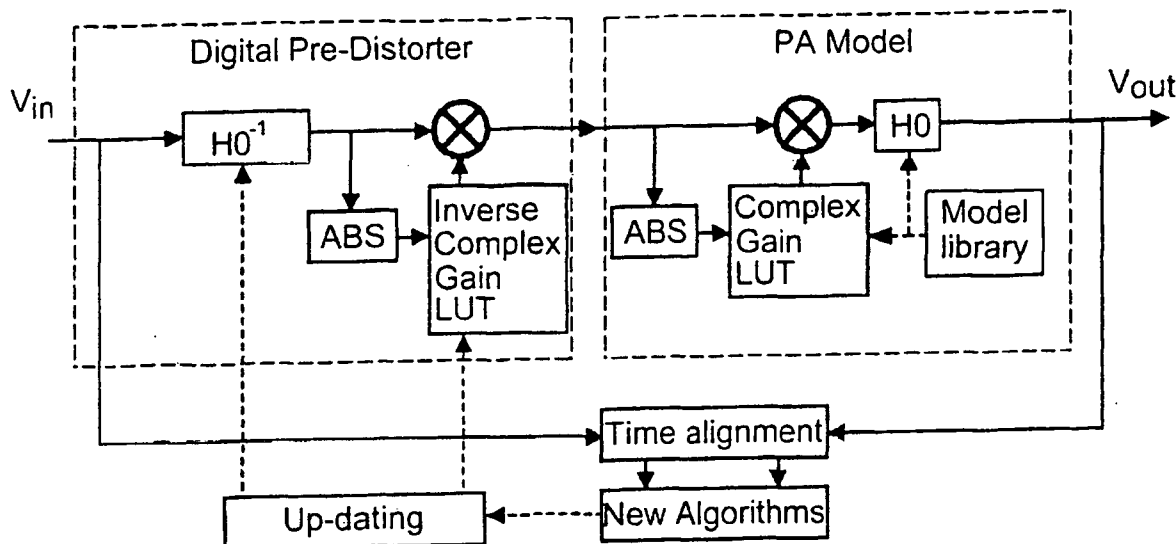 Digital Pre-Distorter
PA Model
Vin
Vout
H0⁻¹
H0
ABS
Inverse
Complex
Gain
LUT
ABS
Complex
Gain
LUT
Model
library
Time alignment
New Algorithms
Up-dating